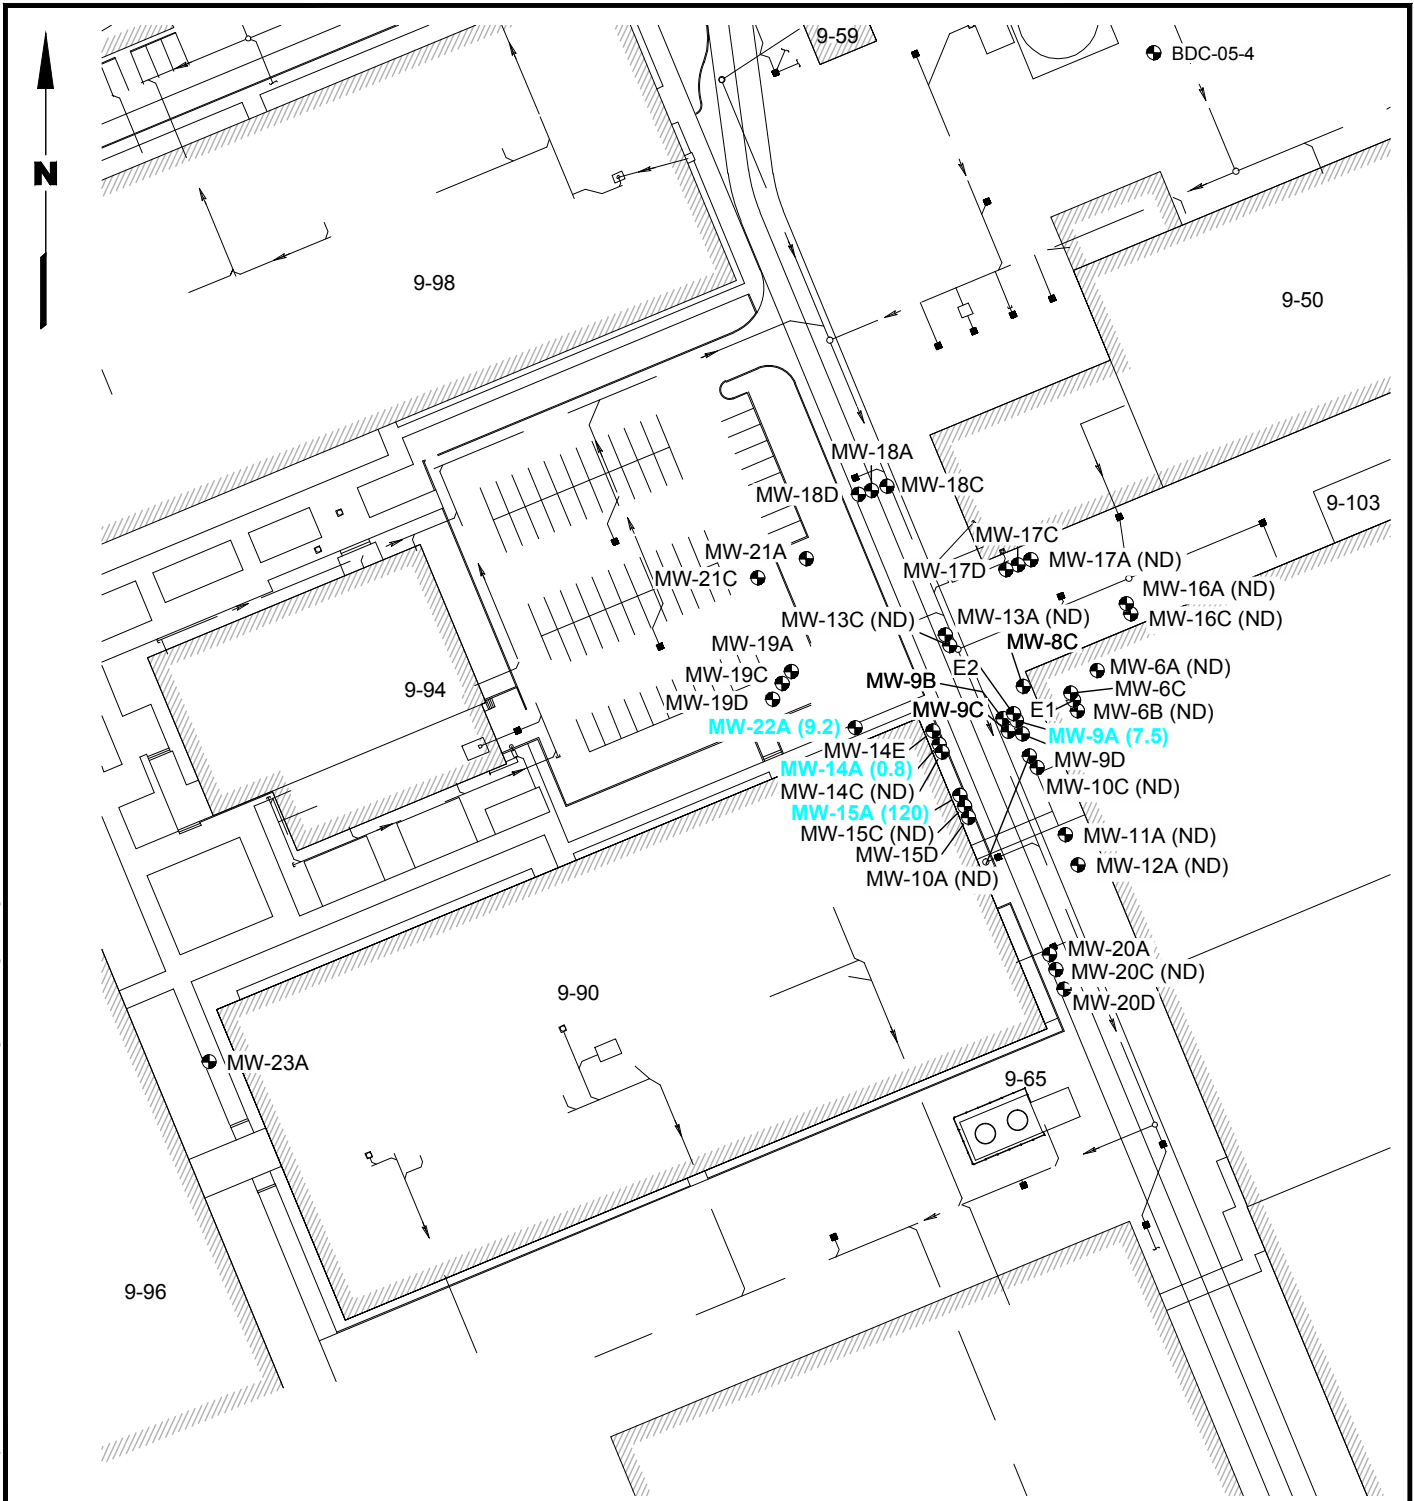 9-59
BDC-05-4
N
9-98
9-50
MW-18A
MW-18D
MW-18C
9-103
MW-17C
MW-21A
MW-17D
MW-17A (ND)
MW-21C
MW-16A (ND)
MW-13C (ND)
MW-13A (ND)
MW-16C (ND)
MW-19A
MW-8C
E2
MW-6A (ND)
MW-19C
MW-9B
MW-6C
9-94
MW-19D
MW-9C
E1
MW-6B (ND)
MW-22A (9.2)
MW-9A (7.5)
MW-14E
MW-9D
MW-14A (0.8)
MW-10C (ND)
MW-14C (ND)
MW-15A (120)
MW-15C (ND)
MW-11A (ND)
MW-15D
MW-12A (ND)
MW-10A (ND)
MW-20A
MW-20C (ND)
9-90
MW-20D
MW-23A
9-65
9-96